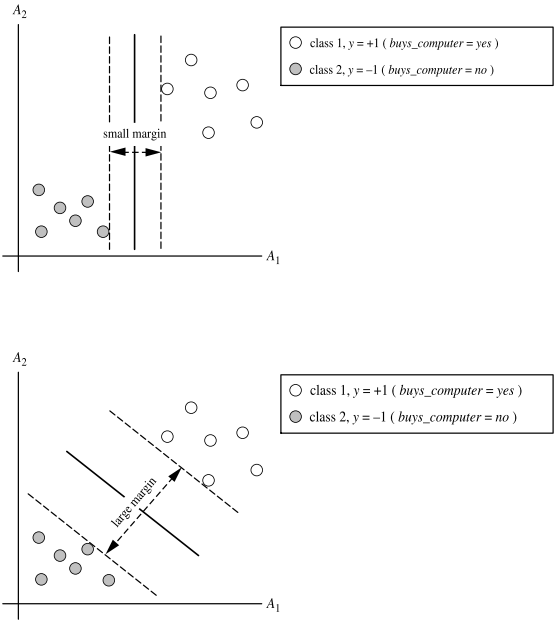 A2
class 1, y = +1 ( buys_computer = yes )
class 2, y = –1 ( buys_computer = no )
small margin
A1
A2
class 1, y = +1 ( buys_computer = yes )
class 2, y = –1 ( buys_computer = no )
large margin
A1